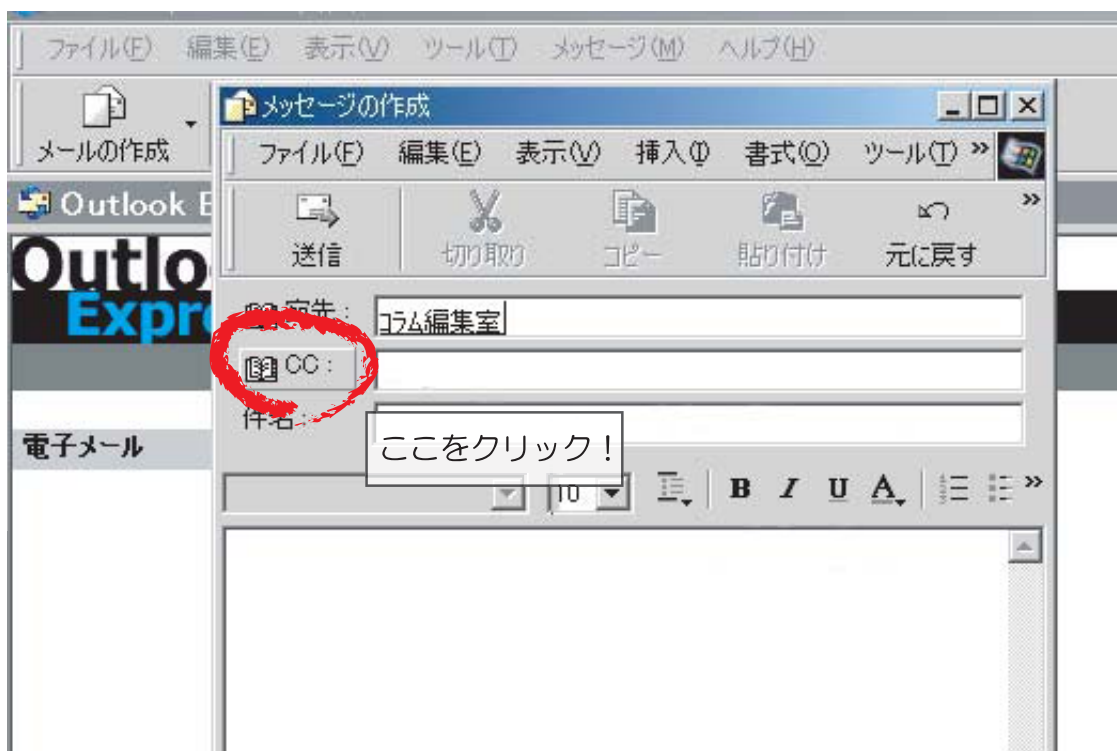 ファイル(F) 編集(E) 表示(V) ツール(T) メッセージ(M) ヘルプ(H)
メールの作成
メッセージの作成
ファイル(F) 編集(E) 表示(V) 挿入(I) 書式(O) ツール(T) »
Outlook E
送信 切り取り コピー 貼り付け 元に戻す »
Outlo
Expre
宛先: コラム編集室
CC:
件名:
ここをクリック!
電子メール
10 B I U A »